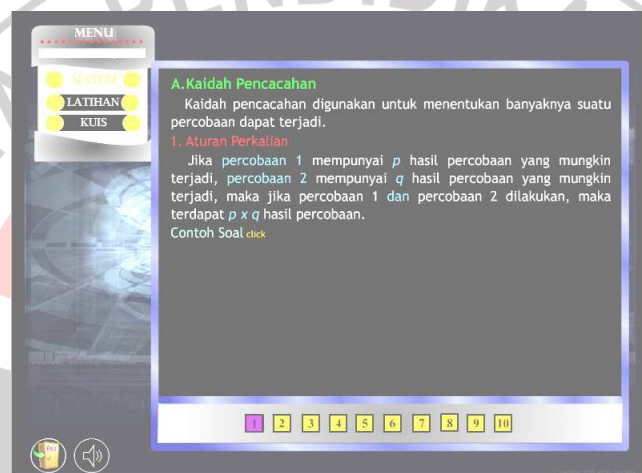 PENDIDIKA
MENU
MATERI
LATIHAN
KUIS
A.Kaidah Pencacahan
Kaidah pencacahan digunakan untuk menentukan banyaknya suatu
percobaan dapat terjadi.
1. Aturan Perkalian
Jika percobaan 1 mempunyai p hasil percobaan yang mungkin
terjadi, percobaan 2 mempunyai q hasil percobaan yang mungkin
terjadi, maka jika percobaan 1 dan percobaan 2 dilakukan, maka
terdapat p x q hasil percobaan.
Contoh Soal click
1 2 3 4 5 6 7 8 9 10